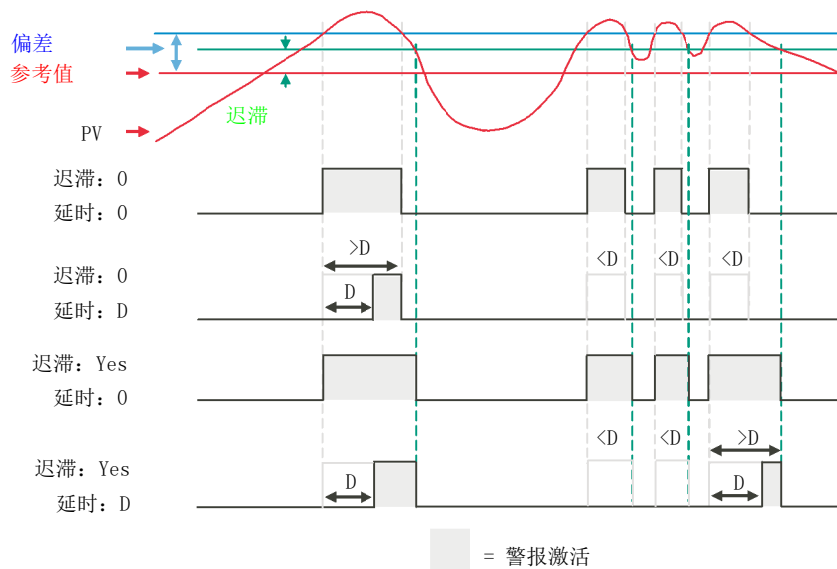 偏差
参考值
迟滞
PV
迟滞: 0
延时: 0
>D
<D
<D
<D
迟滞: 0
D
延时: D
迟滞: Yes
延时: 0
<D
<D
>D
迟滞: Yes
D
D
延时: D
= 警报激活